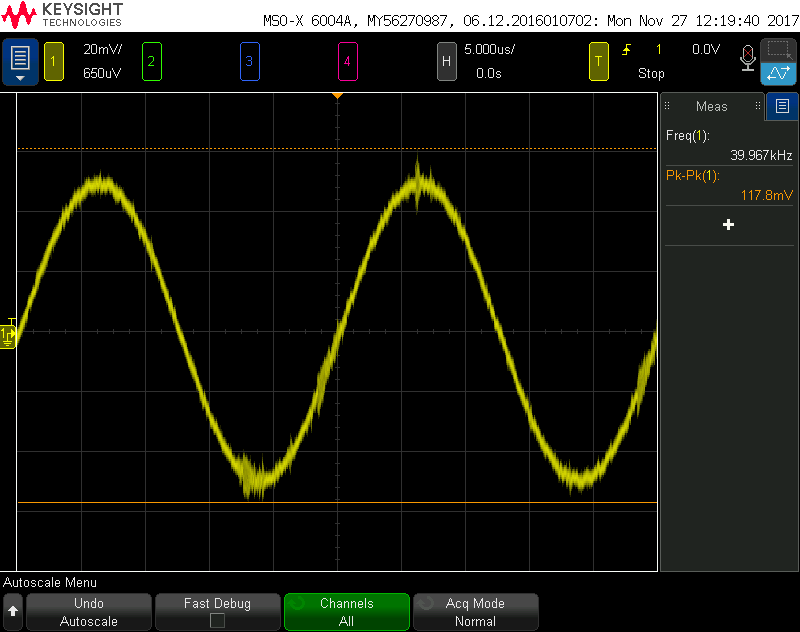 KEYSIGHT
TECHNOLOGIES
MSO-X 6004A, MY56270987, 06.12.2016010702: Mon Nov 27 12:19:40 2017
1 20mV/ 2 3 4 H 5.000us/ T 1 0.0V
650uV 0.0s Stop
Meas
Freq(1):
39.967kHz
Pk-Pk(1):
117.8mV
+
T
1
Autoscale Menu
Undo Fast Debug Channels Acq Mode
Autoscale All Normal